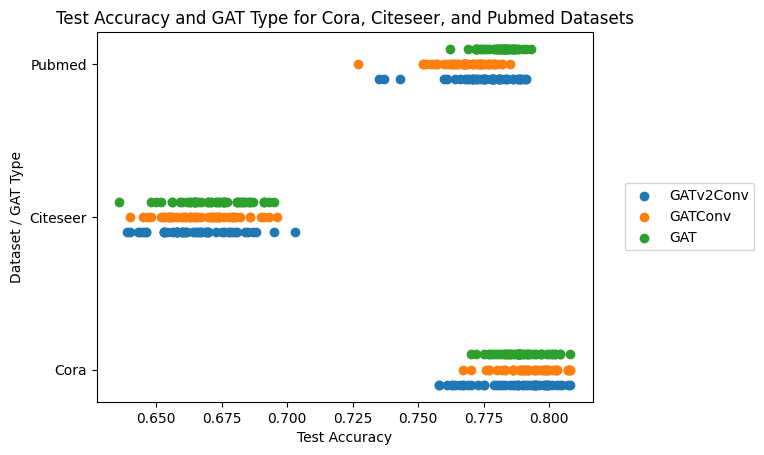 Test Accuracy and GAT Type for Cora, Citeseer, and Pubmed Datasets
Dataset / GAT Type
Pubmed
Citeseer
Cora
0.650 0.675 0.700 0.725 0.750 0.775 0.800
Test Accuracy
GATv2Conv
GATConv
GAT